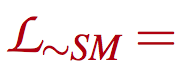 ℒ~SM =